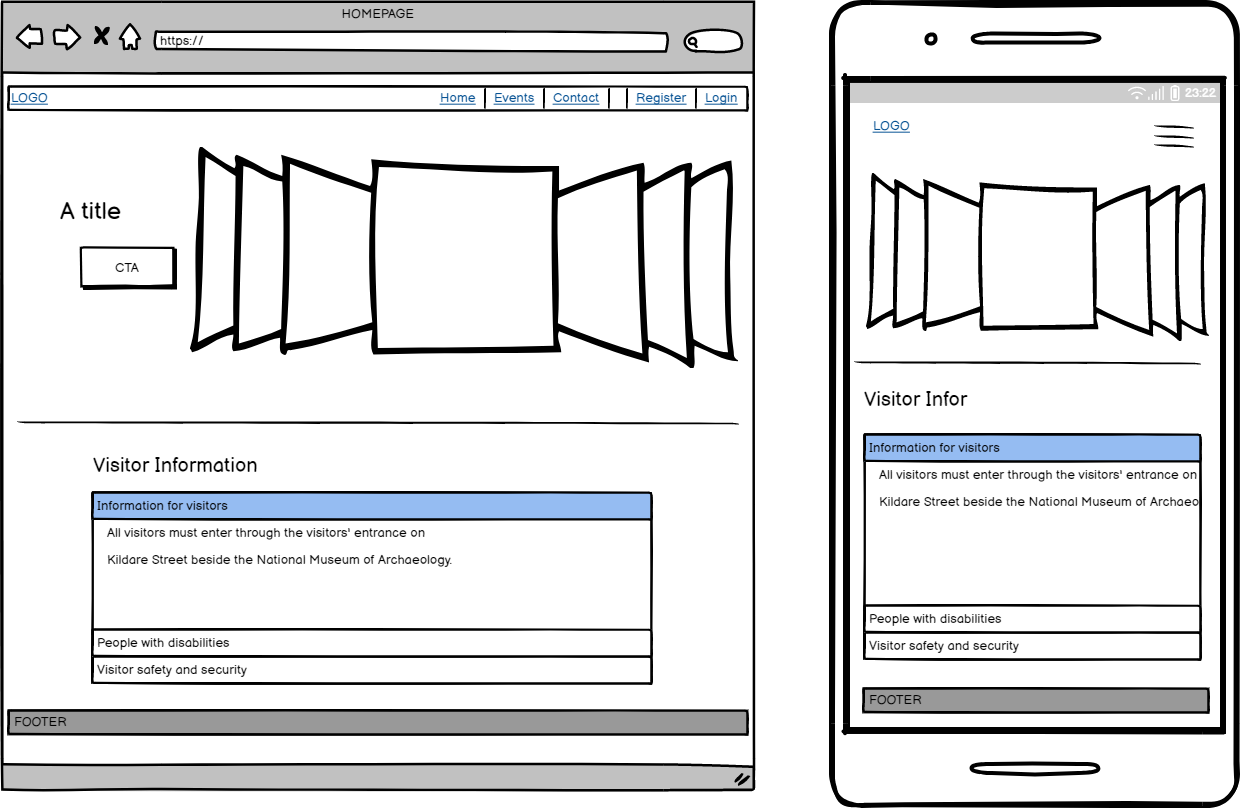 HOMEPAGE
https://
LOGO
Home
Events
Contact
Register
Login
A title
CTA
Visitor Information
Information for visitors
All visitors must enter through the visitors' entrance on
Kildare Street beside the National Museum of Archaeology.
People with disabilities
Visitor safety and security
FOOTER
23:22
LOGO
Visitor Infor
Information for visitors
All visitors must enter through the visitors' entrance on
Kildare Street beside the National Museum of Archaeo
People with disabilities
Visitor safety and security
FOOTER